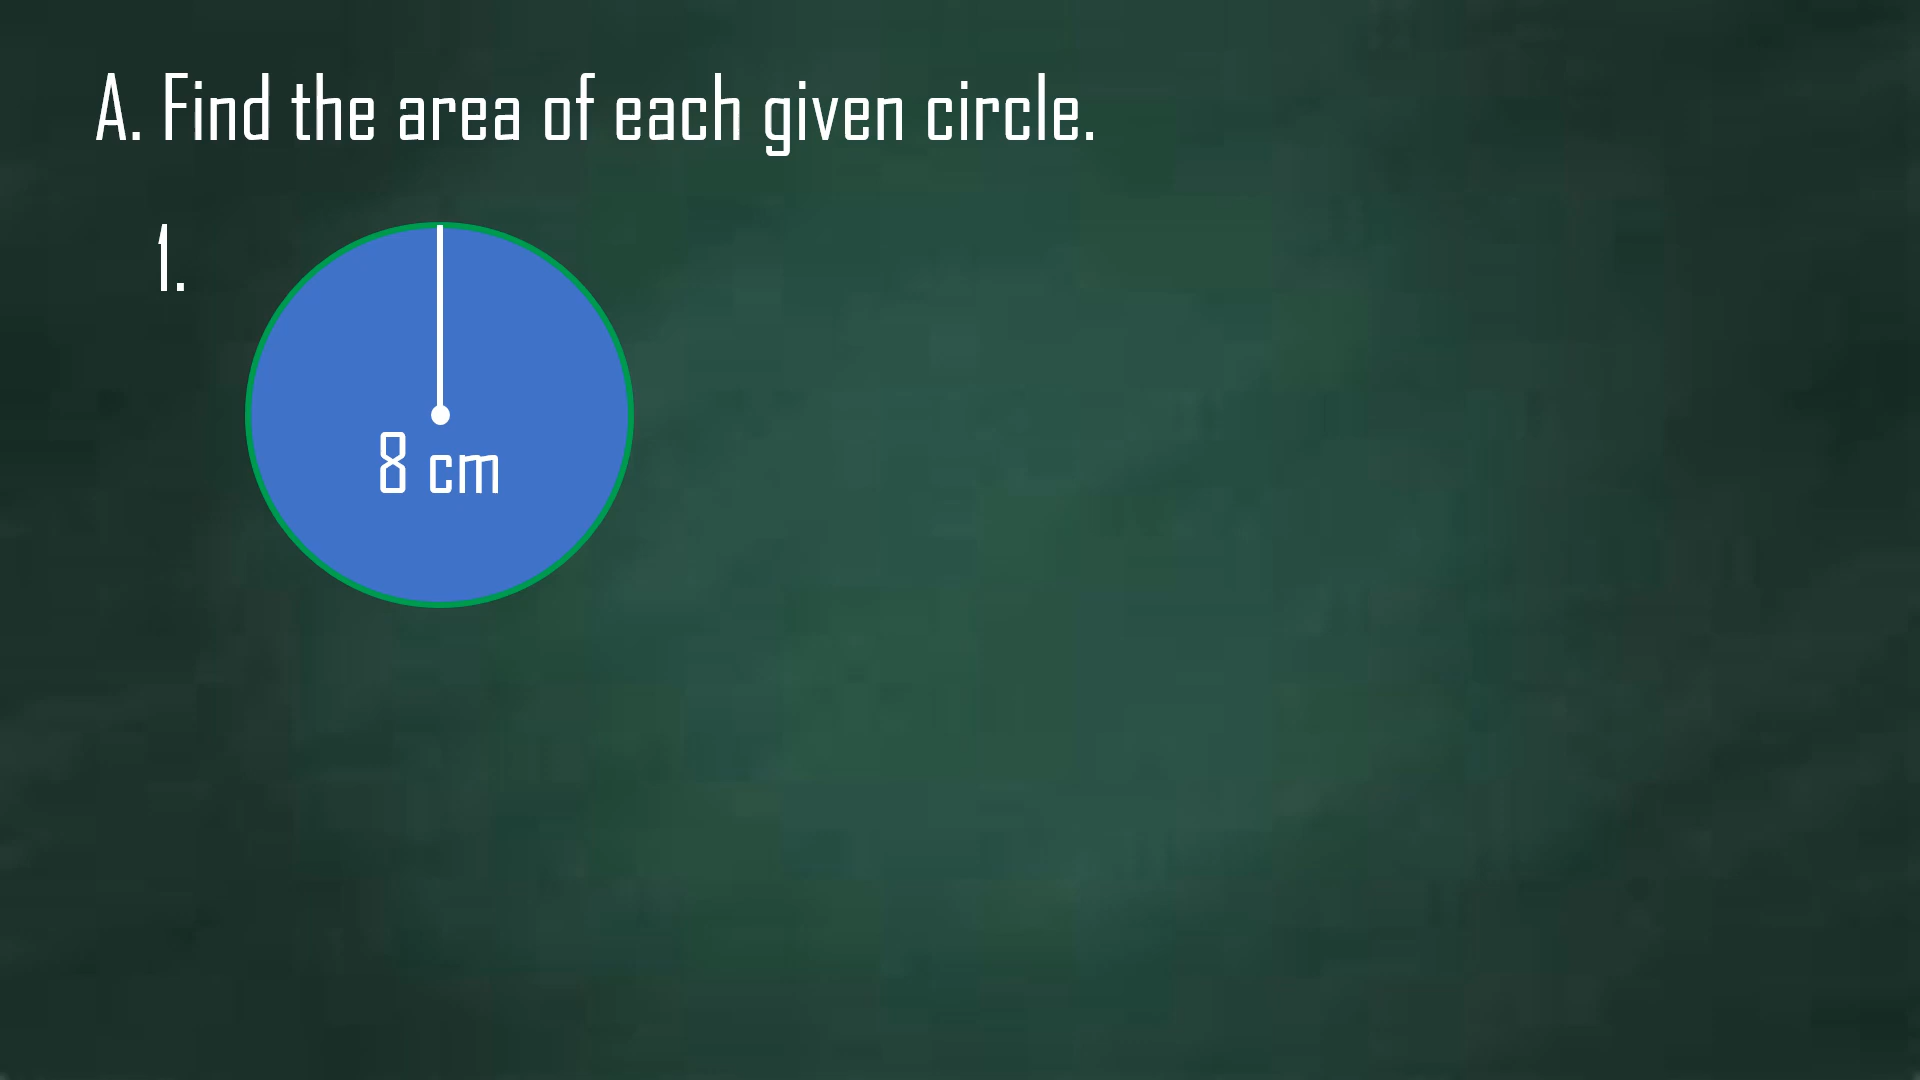 A. Find the area of each given circle.
1.
8 cm